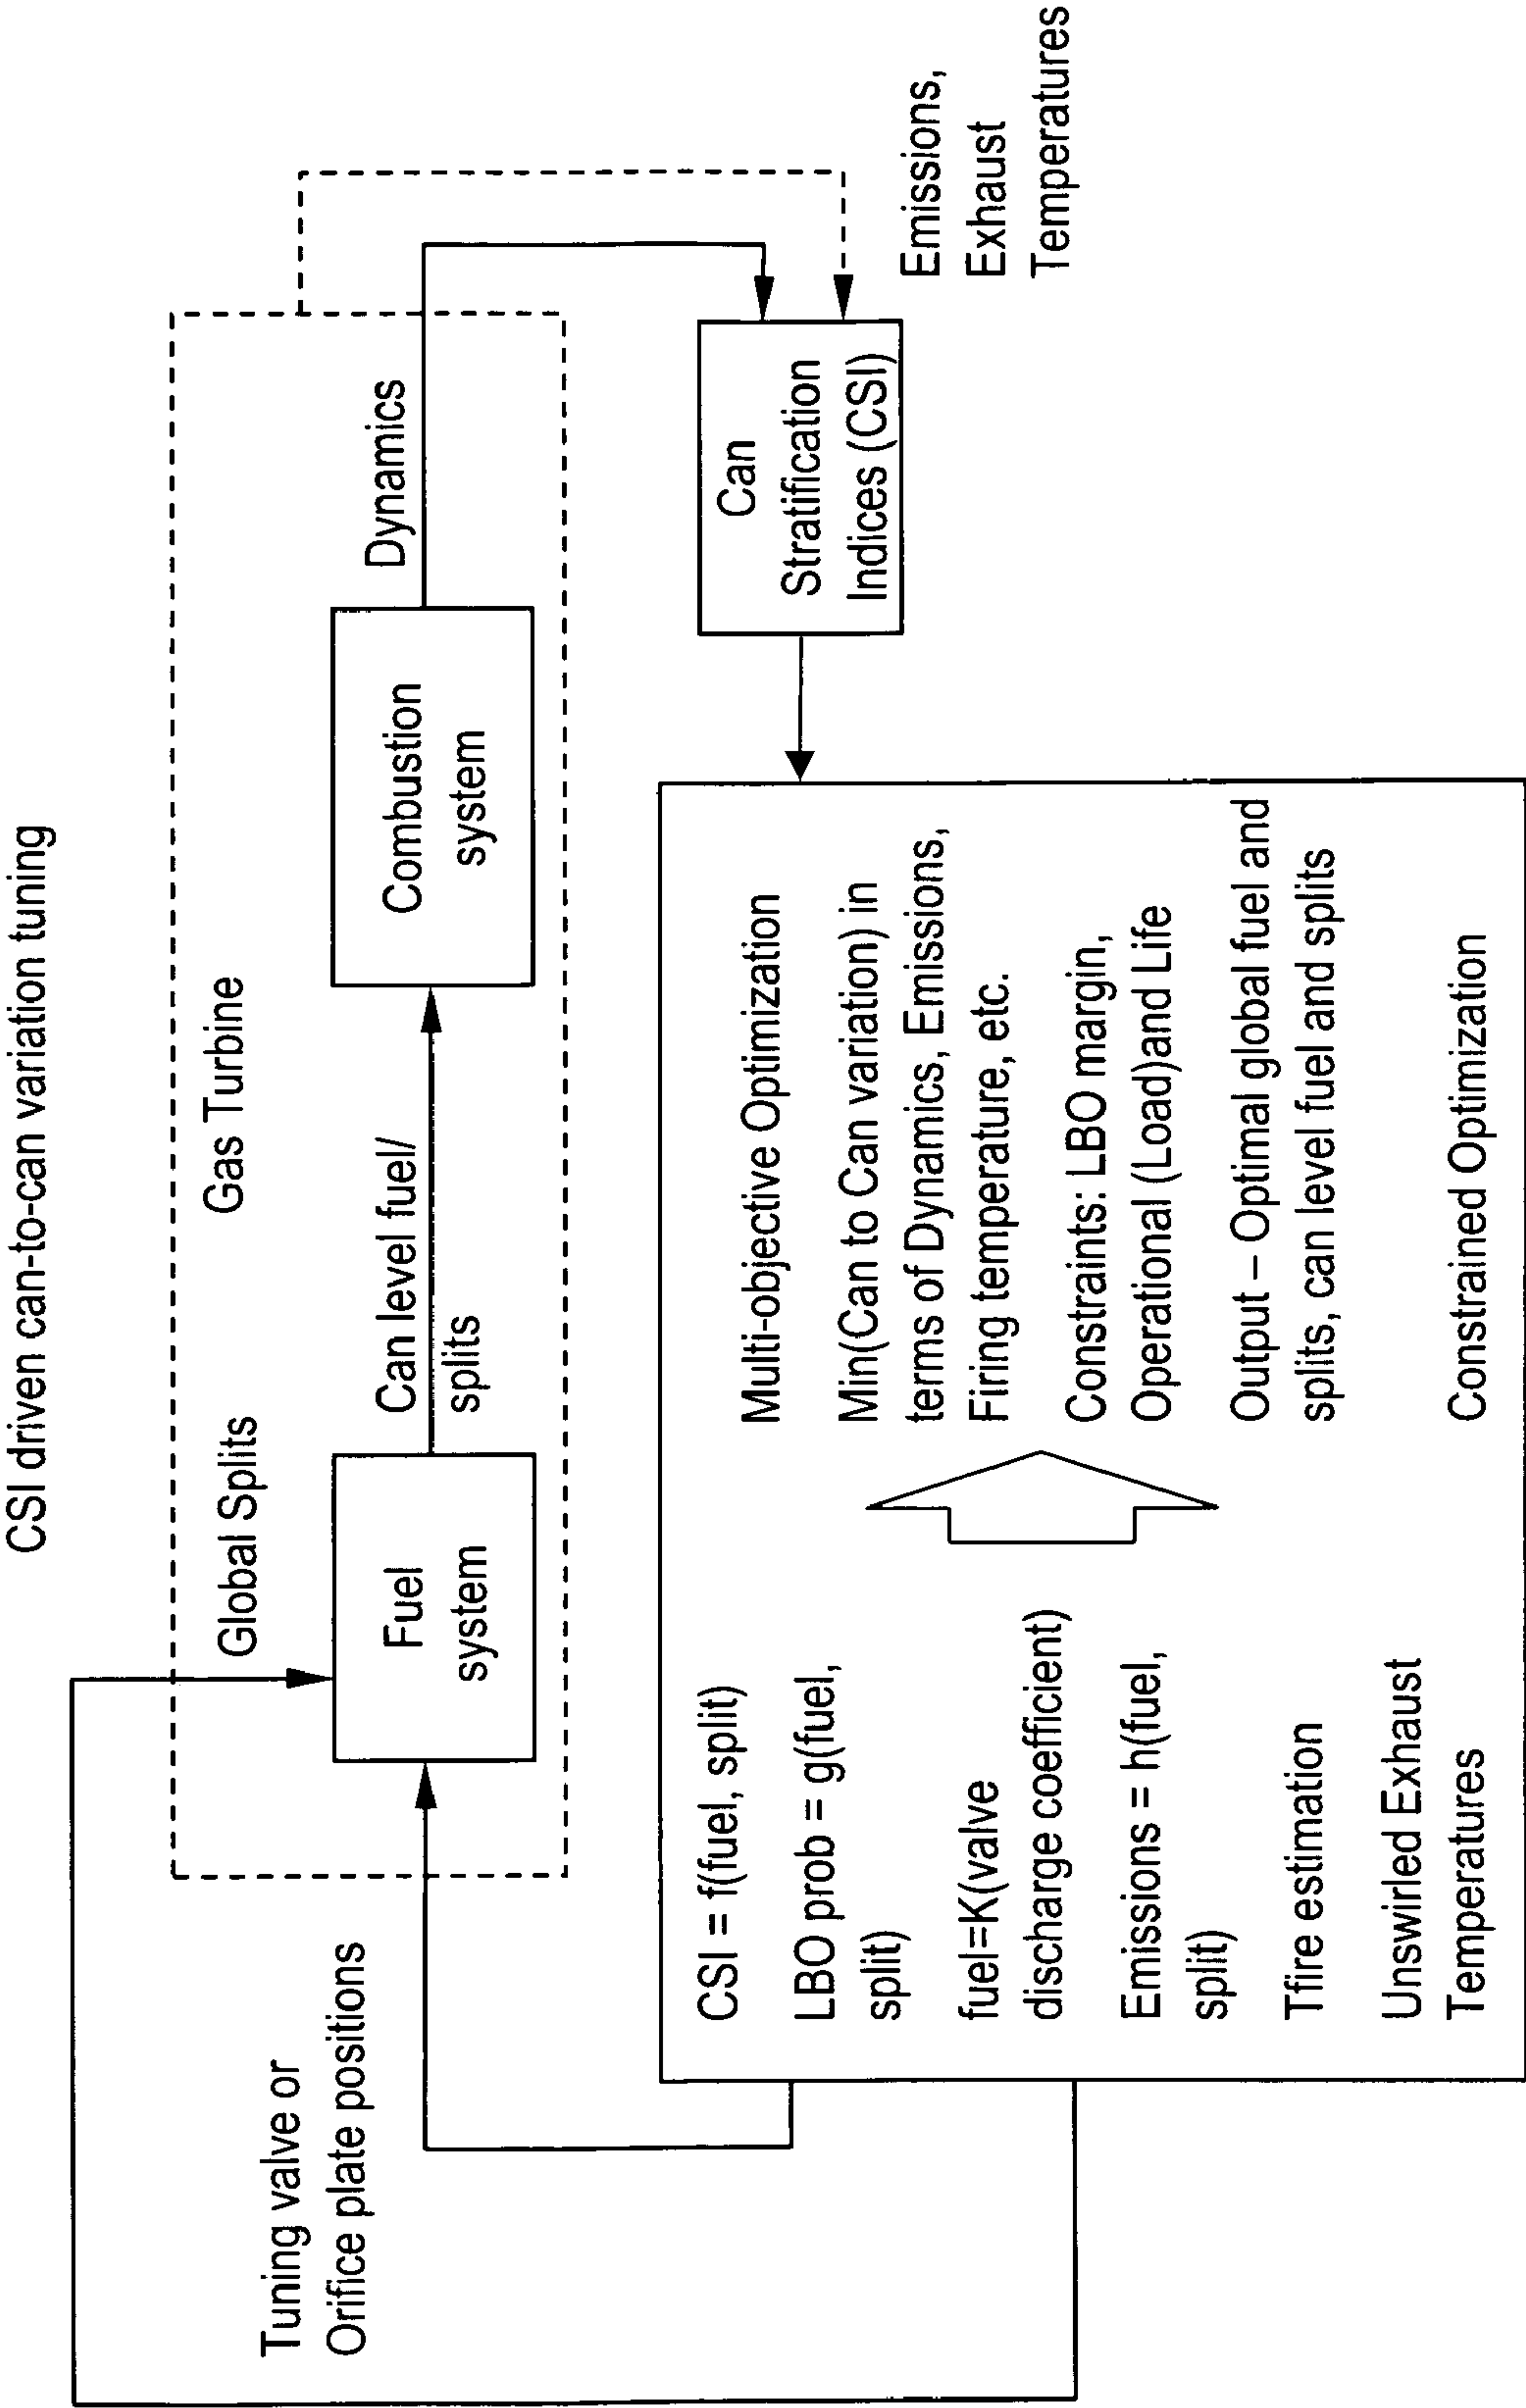 CSI driven can-to-can variation tuning
Gas Turbine
Global Splits
Tuning valve or
Orifice plate positions
Fuel
system
Can level fuel/
splits
Combustion
system
Dynamics
Can
Stratification
Indices (CSI)
Emissions,
Exhaust
Temperatures
CSI = f(fuel, split)
LBO prob = g(fuel,
split)
fuel=K(valve
discharge coefficient)
Emissions = h(fuel,
split)
Tfire estimation
Unswirled Exhaust
Temperatures
Multi-objective Optimization
Min(Can to Can variation) in
terms of Dynamics, Emissions,
Firing temperature, etc.
Constraints: LBO margin,
Operational (Load)and Life
Output – Optimal global fuel and
splits, can level fuel and splits
Constrained Optimization